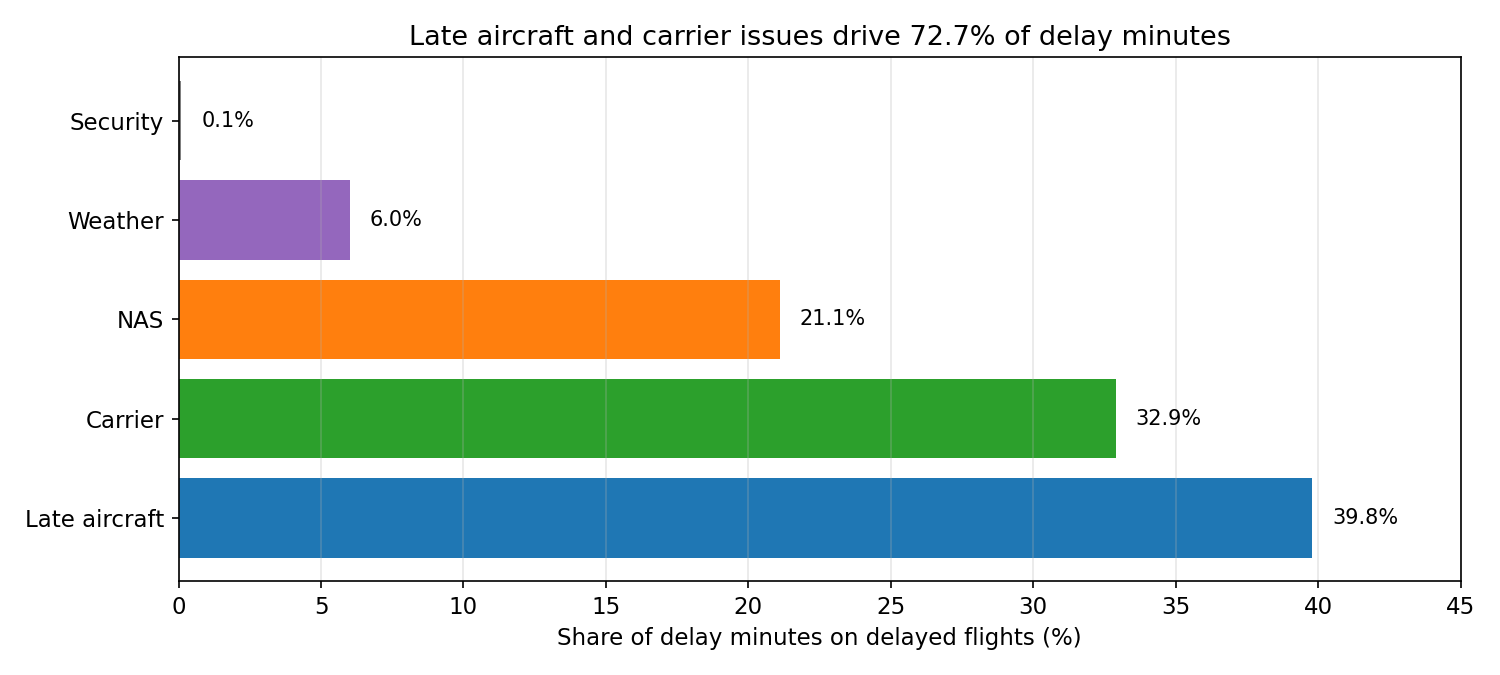 Late aircraft and carrier issues drive 72.7% of delay minutes
Security
0.1%
Weather
6.0%
NAS
21.1%
Carrier
32.9%
Late aircraft
39.8%
0 5 10 15 20 25 30 35 40 45
Share of delay minutes on delayed flights (%)